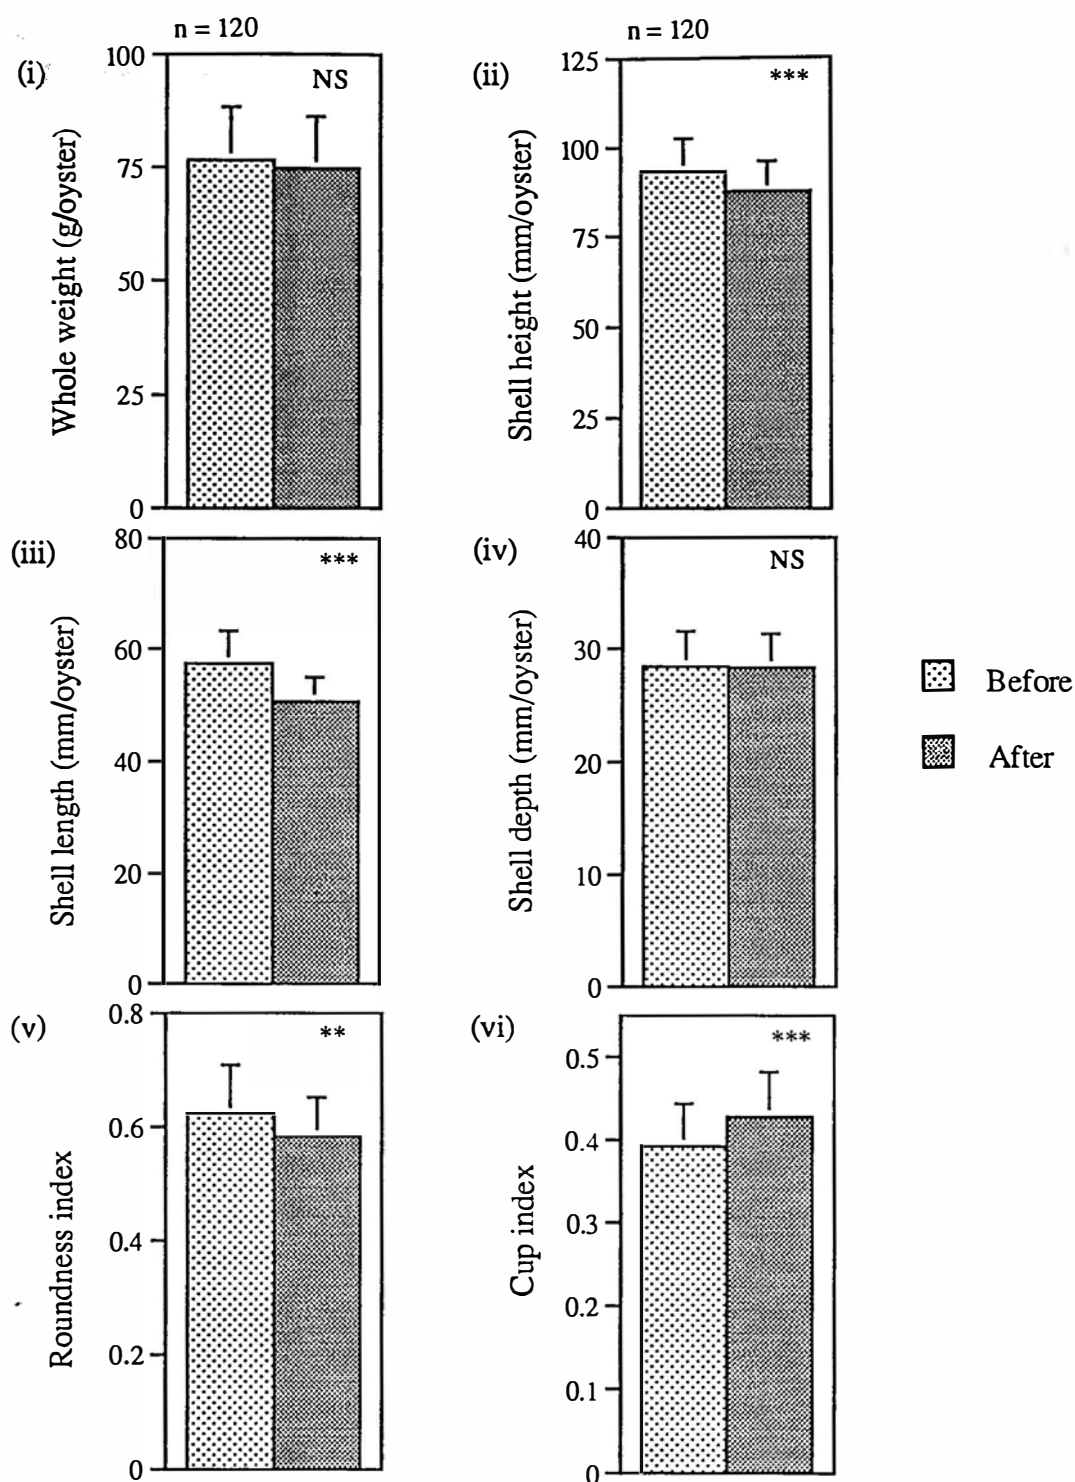 n = 120
(i)
NS
Whole weight (g/oyster)
100
75
50
25
0
n = 120
(ii)
***
Shell height (mm/oyster)
125
100
75
50
25
0
(iii)
***
Shell length (mm/oyster)
80
60
40
20
0
(iv)
NS
Shell depth (mm/oyster)
40
30
20
10
0
Before
After
(v)
**
Roundness index
0.8
0.6
0.4
0.2
0
(vi)
***
Cup index
0.5
0.4
0.3
0.2
0.1
0